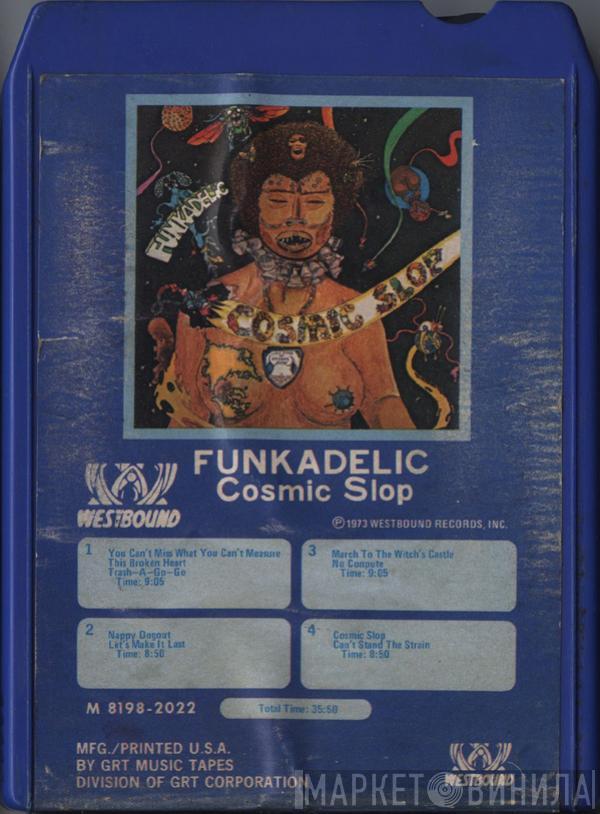 FUNKADELIC
COSMIC SLOP
FUNKADELIC
Cosmic Slop
WESTBOUND
Ⓟ 1973 WESTBOUND RECORDS, INC.
1 You Can't Miss What You Can't Measure
This Broken Heart
Trash-A-Go-Go
Time: 9:05
3 March To The Witch's Castle
No Compute
Time: 9:05
2 Nappy Dugout
Let's Make It Last
Time: 8:50
4 Cosmic Slop
Can't Stand The Strain
Time: 8:50
M 8198-2022
Total Time: 35:50
MFG./PRINTED U.S.A.
BY GRT MUSIC TAPES
DIVISION OF GRT CORPORATION
WESTBOUND
МАРКЕТ ВИНИЛА